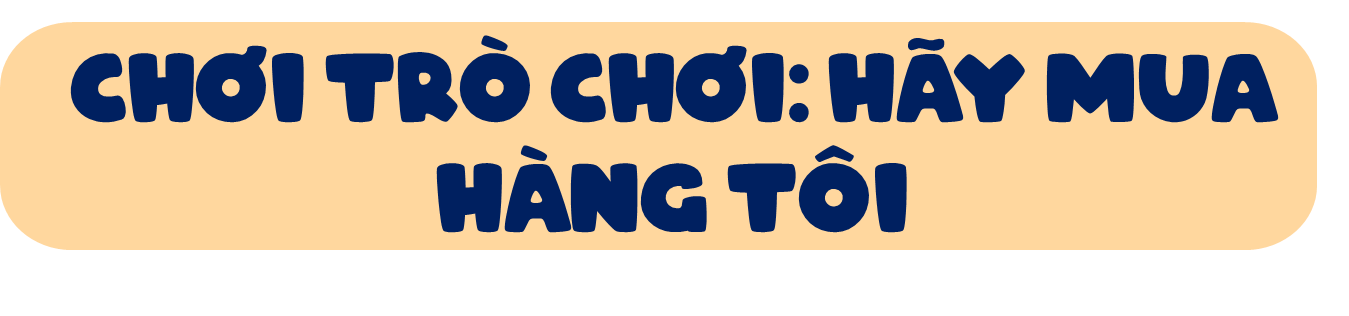 CHƠI TRÒ CHƠI: HÃY MUA
HÀNG TÔI